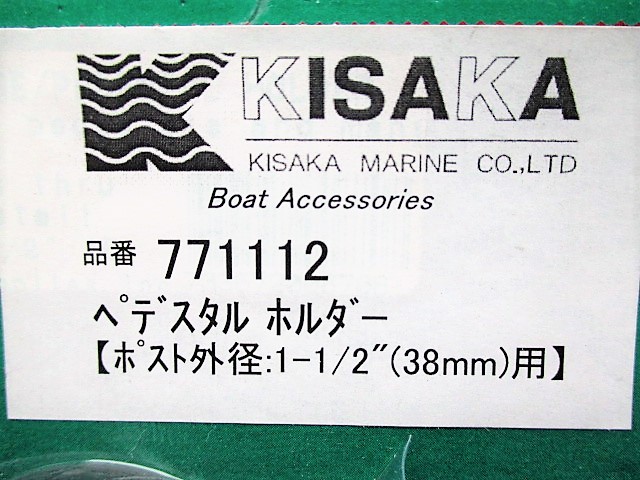 KISAKA
KISAKA MARINE CO.,LTD
Boat Accessories
品番 771112
ﾍﾟﾃﾞｽﾀﾙ ﾎﾙﾀﾞｰ
【ﾎﾟｽﾄ外径:1-1/2"(38mm)用】